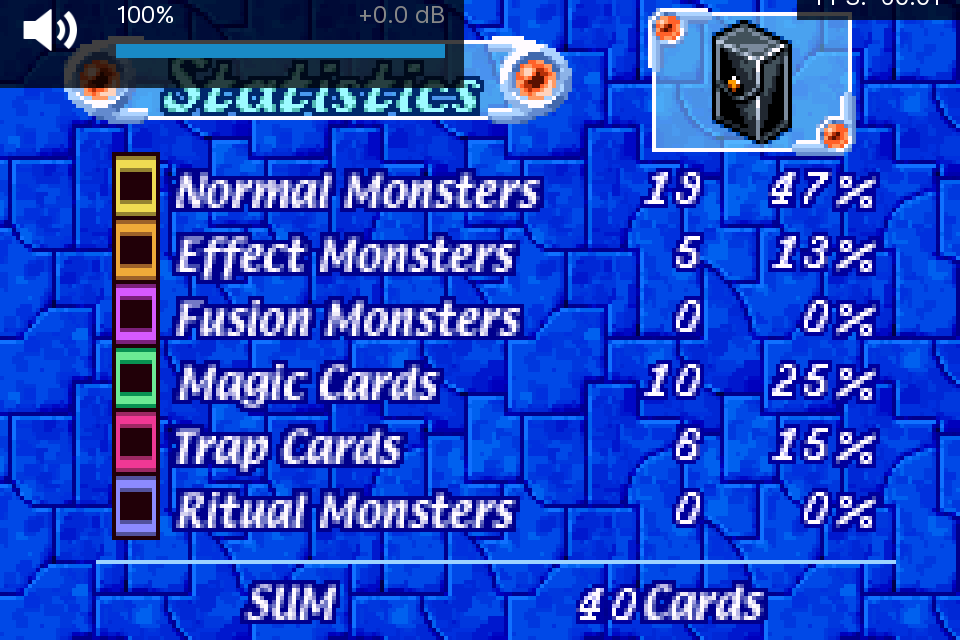 100% +0.0 dB
Statistics
Normal Monsters 19 47%
Effect Monsters 5 13%
Fusion Monsters 0 0%
Magic Cards 10 25%
Trap Cards 6 15%
Ritual Monsters 0 0%
SUM 40 Cards